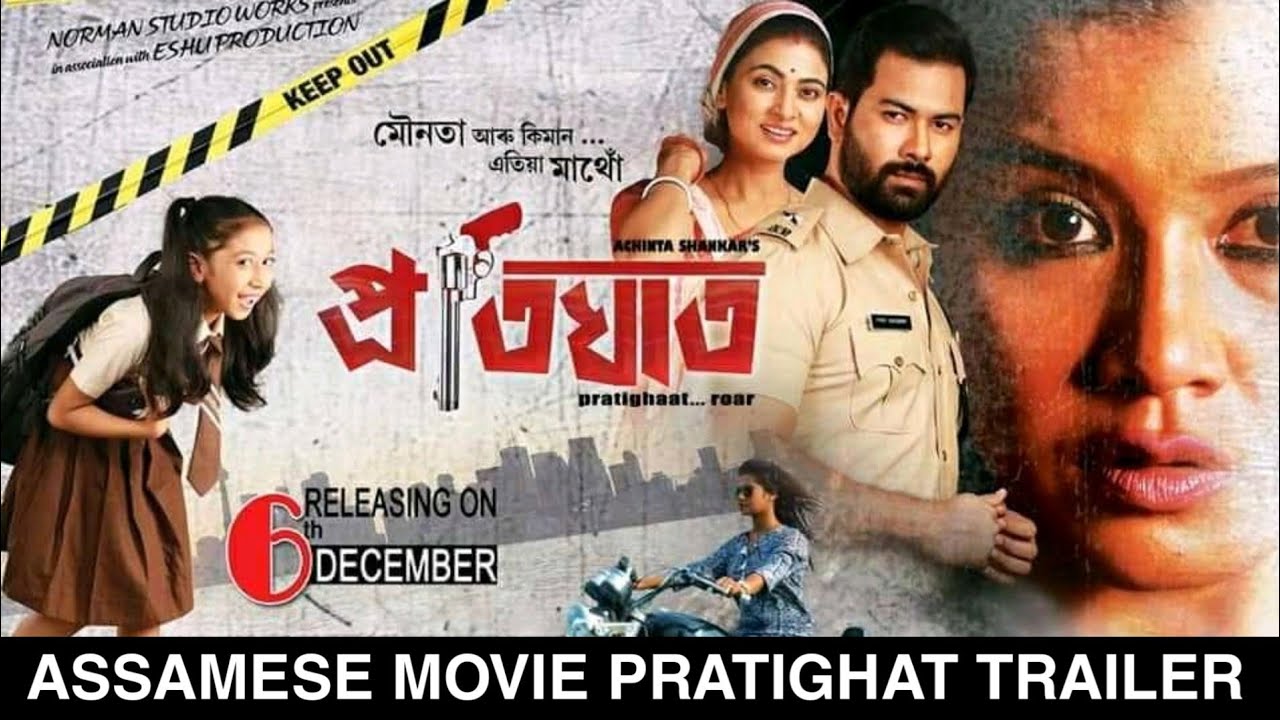 NORMAN STUDIO WORKS presents
in association with ESHU PRODUCTION
KEEP OUT
মৌনতা আৰু কিমান ...
এতিয়া মাথোঁ
ACHINTA SHANKAR'S
প্ৰতিঘাত
pratighaat... roar
6th RELEASING ON
DECEMBER
ASSAMESE MOVIE PRATIGHAT TRAILER